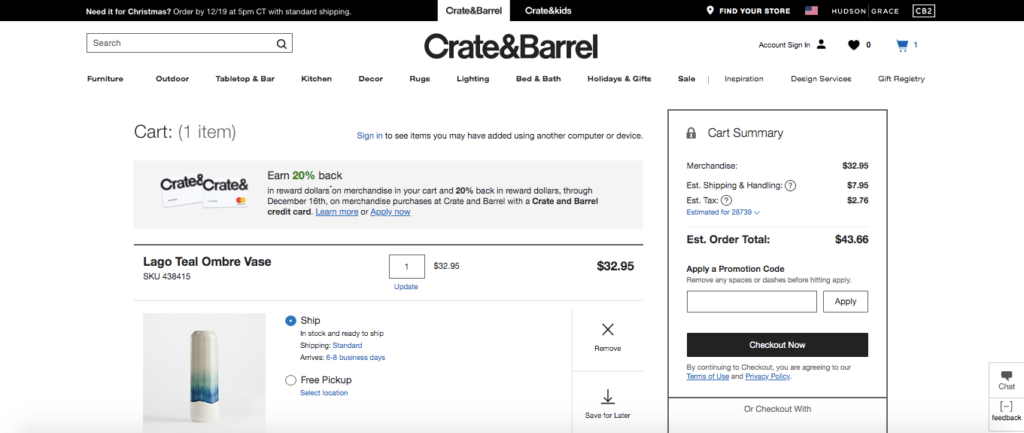 Need it for Christmas? Order by 12/19 at 5pm CT with standard shipping.
Crate&Barrel
Crate&kids
FIND YOUR STORE
HUDSON GRACE
CB2
Search
Crate&Barrel
Account Sign In
0
1
Furniture Outdoor Tabletop & Bar Kitchen Decor Rugs Lighting Bed & Bath Holidays & Gifts Sale | Inspiration Design Services Gift Registry
Cart: (1 item)
Sign in to see items you may have added using another computer or device.
Crate& Crate&
Earn 20% back
in reward dollars* on merchandise in your cart and 20% back in reward dollars, through
December 16th, on merchandise purchases at Crate and Barrel with a Crate and Barrel
credit card. Learn more or Apply now
Lago Teal Ombre Vase
SKU 438415
1
Update
$32.95
$32.95
Ship
In stock and ready to ship
Shipping: Standard
Arrives: 6-8 business days
Free Pickup
Select location
Remove
Save for Later
Cart Summary
Merchandise: $32.95
Est. Shipping & Handling: ? $7.95
Est. Tax: ? $2.76
Estimated for 28739
Est. Order Total: $43.66
Apply a Promotion Code
Remove any spaces or dashes before hitting apply.
Apply
Checkout Now
By continuing to Checkout, you are agreeing to our
Terms of Use and Privacy Policy.
Or Checkout With
Chat
[-]
feedback